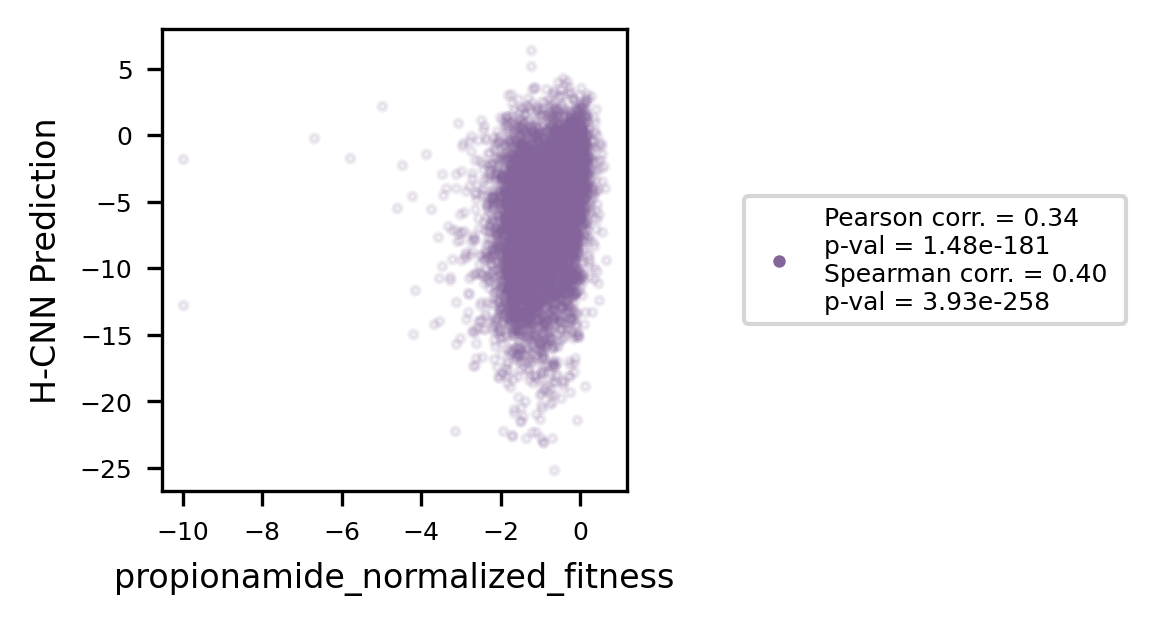 5
0
−5
−10
−15
−20
−25
H-CNN Prediction
−10 −8 −6 −4 −2 0
propionamide_normalized_fitness
Pearson corr. = 0.34
p-val = 1.48e-181
Spearman corr. = 0.40
p-val = 3.93e-258